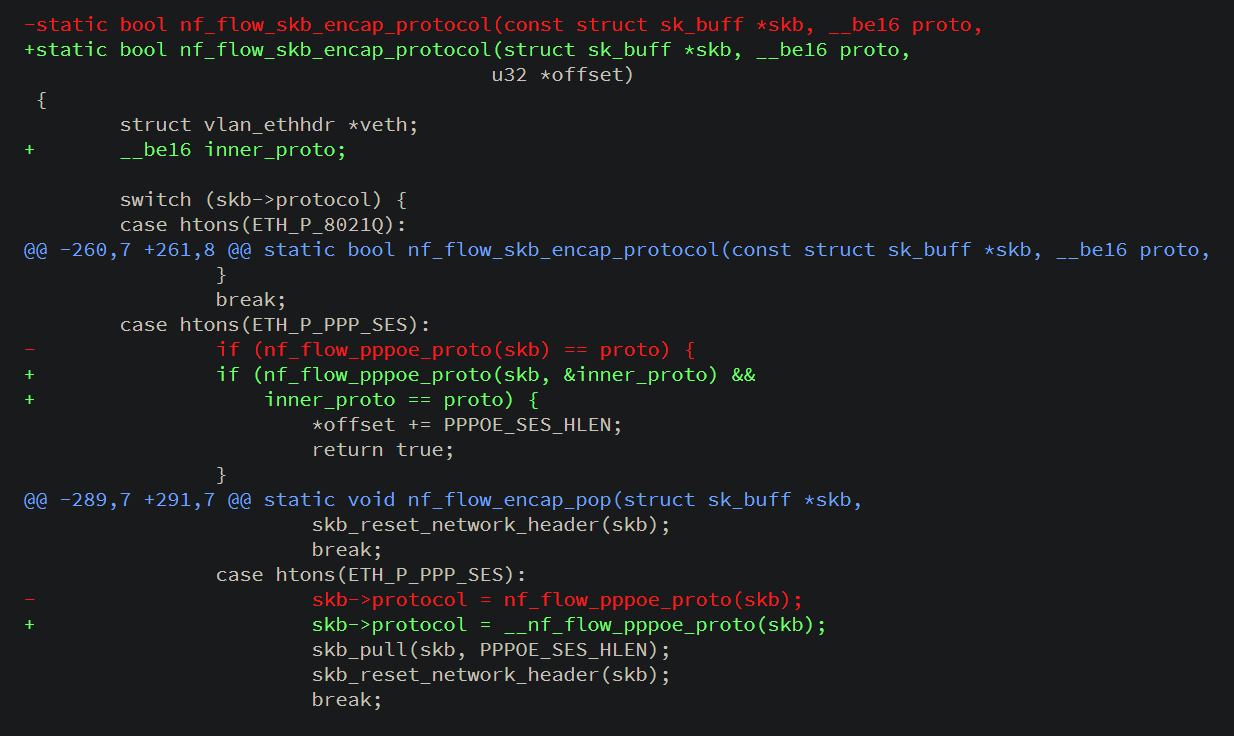 -static bool nf_flow_skb_encap_protocol(const struct sk_buff *skb, __be16 proto,
+static bool nf_flow_skb_encap_protocol(struct sk_buff *skb, __be16 proto,
                                       u32 *offset)
 {
        struct vlan_ethhdr *veth;
+       __be16 inner_proto;

        switch (skb->protocol) {
        case htons(ETH_P_8021Q):
@@ -260,7 +261,8 @@ static bool nf_flow_skb_encap_protocol(const struct sk_buff *skb, __be16 proto,
                }
                break;
        case htons(ETH_P_PPP_SES):
-               if (nf_flow_pppoe_proto(skb) == proto) {
+               if (nf_flow_pppoe_proto(skb, &inner_proto) &&
+                   inner_proto == proto) {
                        *offset += PPPOE_SES_HLEN;
                        return true;
                }
@@ -289,7 +291,7 @@ static void nf_flow_encap_pop(struct sk_buff *skb,
                        skb_reset_network_header(skb);
                        break;
                case htons(ETH_P_PPP_SES):
-                       skb->protocol = nf_flow_pppoe_proto(skb);
+                       skb->protocol = __nf_flow_pppoe_proto(skb);
                        skb_pull(skb, PPPOE_SES_HLEN);
                        skb_reset_network_header(skb);
                        break;